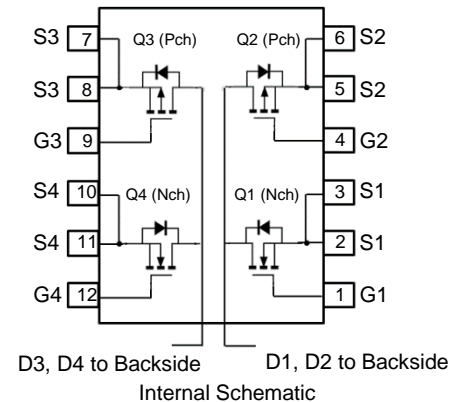 S3 7 Q3 (Pch) Q2 (Pch) 6 S2
S3 8 5 S2
G3 9 4 G2
S4 10 Q4 (Nch) Q1 (Nch) 3 S1
S4 11 2 S1
G4 12 1 G1
D3, D4 to Backside D1, D2 to Backside
Internal Schematic